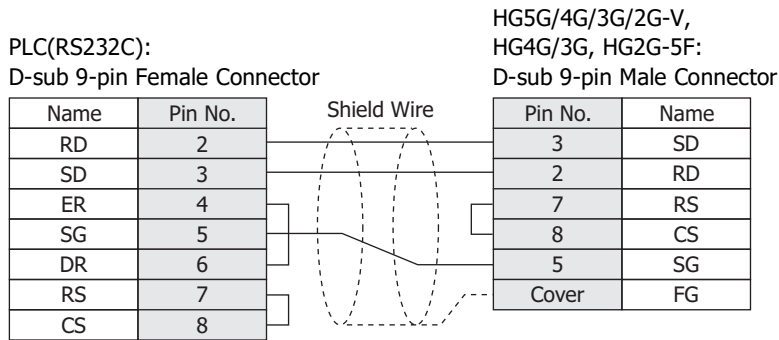 HG5G/4G/3G/2G-V,
PLC(RS232C):
HG4G/3G, HG2G-5F:
D-sub 9-pin Female Connector
D-sub 9-pin Male Connector
Name Pin No. Shield Wire Pin No. Name
RD 2 3 SD
SD 3 2 RD
ER 4 7 RS
SG 5 8 CS
DR 6 5 SG
RS 7 Cover FG
CS 8